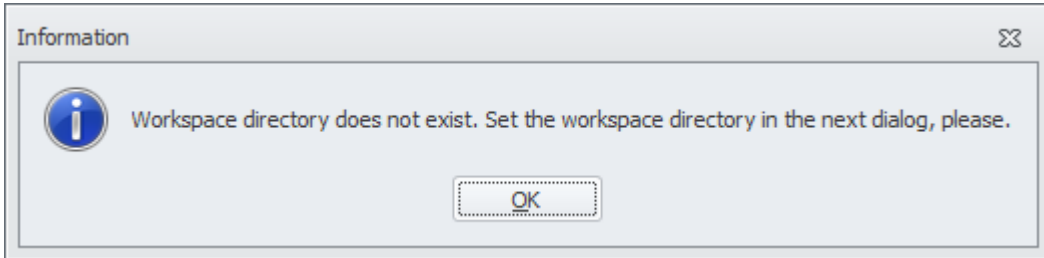 Information
Workspace directory does not exist. Set the workspace directory in the next dialog, please.
OK